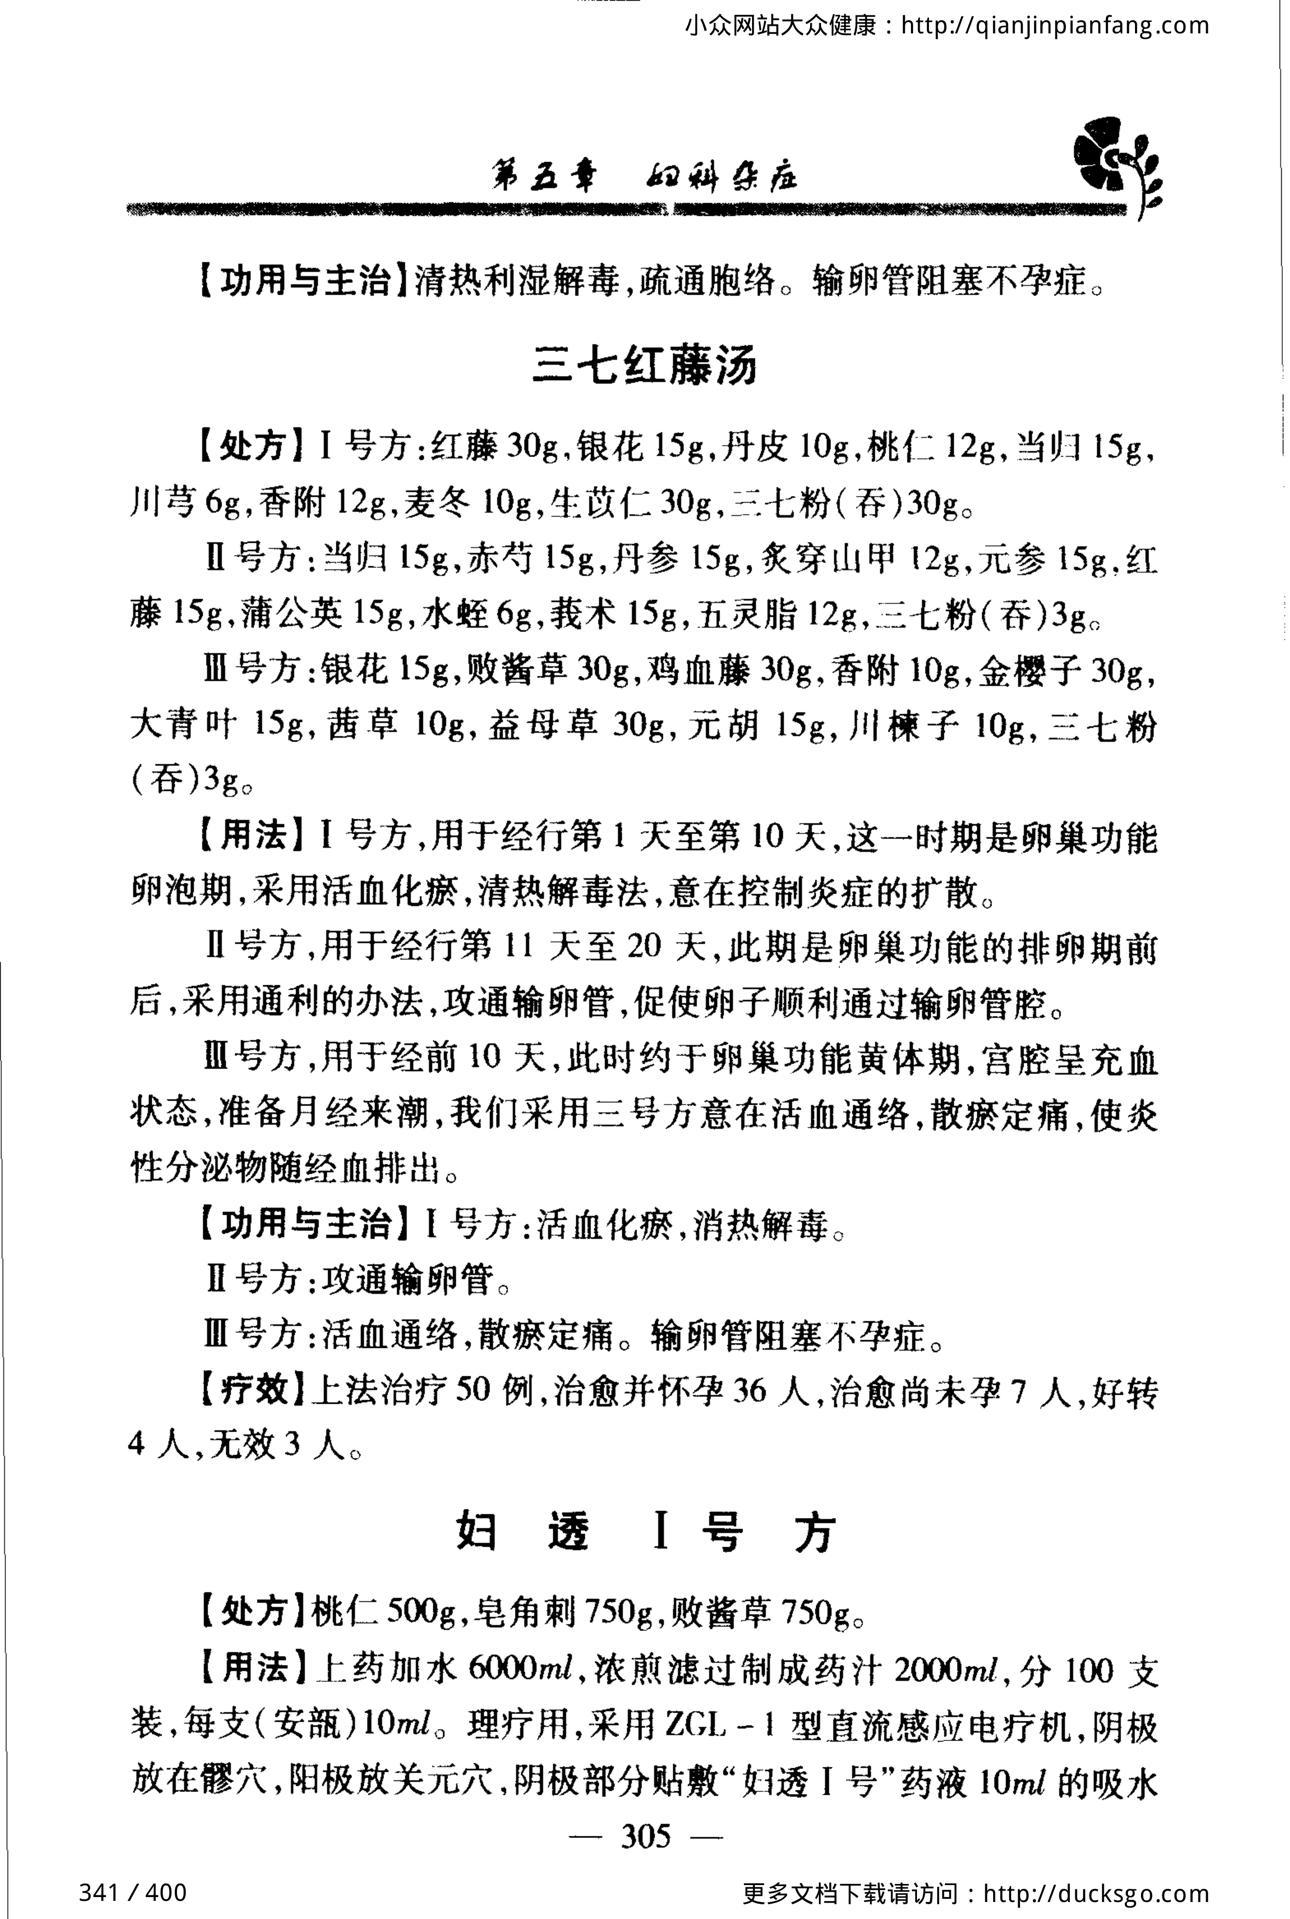 小众网站大众健康：http://qianjinpianfang.com
第五章 妇科杂症
【功用与主治】清热利湿解毒,疏通胞络。输卵管阻塞不孕症。
三七红藤汤
【处方】Ⅰ号方:红藤30g,银花15g,丹皮10g,桃仁12g,当归15g,
川芎6g,香附12g,麦冬10g,生苡仁30g,三七粉(吞)30g。
Ⅱ号方:当归15g,赤芍15g,丹参15g,炙穿山甲12g,元参15g,红
藤15g,蒲公英15g,水蛭6g,莪术15g,五灵脂12g,三七粉(吞)3g。
Ⅲ号方:银花15g,败酱草30g,鸡血藤30g,香附10g,金樱子30g,
大青叶15g,茜草10g,益母草30g,元胡15g,川楝子10g,三七粉
(吞)3g。
【用法】Ⅰ号方,用于经行第1天至第10天,这一时期是卵巢功能
卵泡期,采用活血化瘀,清热解毒法,意在控制炎症的扩散。
Ⅱ号方,用于经行第11天至20天,此期是卵巢功能的排卵期前
后,采用通利的办法,攻通输卵管,促使卵子顺利通过输卵管腔。
Ⅲ号方,用于经前10天,此时约于卵巢功能黄体期,宫腔呈充血
状态,准备月经来潮,我们采用三号方意在活血通络,散瘀定痛,使炎
性分泌物随经血排出。
【功用与主治】Ⅰ号方:活血化瘀,消热解毒。
Ⅱ号方:攻通输卵管。
Ⅲ号方:活血通络,散瘀定痛。输卵管阻塞不孕症。
【疗效】上法治疗50例,治愈并怀孕36人,治愈尚未孕7人,好转
4人,无效3人。
妇透Ⅰ号方
【处方】桃仁500g,皂角刺750g,败酱草750g。
【用法】上药加水6000ml,浓煎滤过制成药汁2000ml,分100支
装,每支(安瓿)10ml。理疗用,采用ZGL-1型直流感应电疗机,阴极
放在髎穴,阳极放关元穴,阴极部分贴敷“妇透Ⅰ号”药液10ml的吸水
— 305 —
341 / 400
更多文档下载请访问：http://ducksgo.com